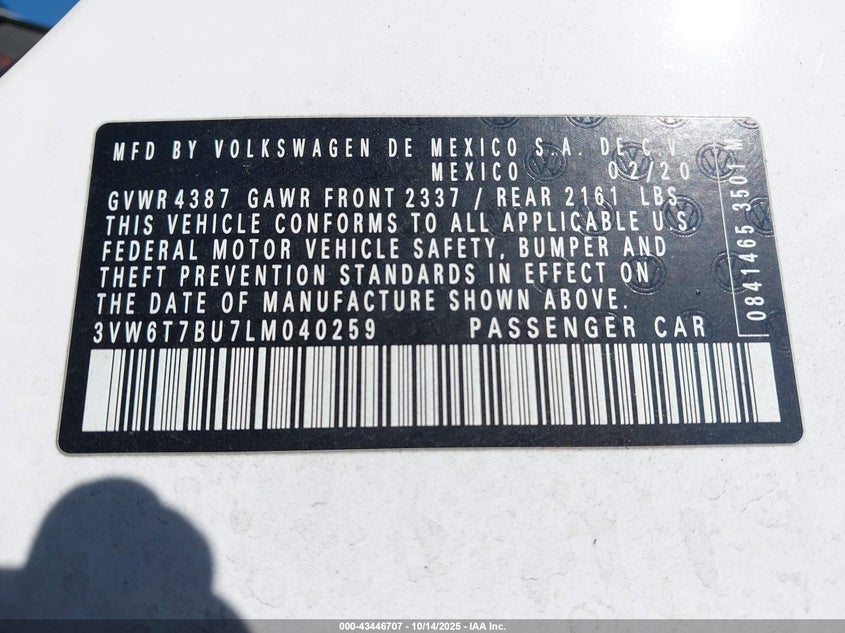 MFD BY VOLKSWAGEN DE MEXICO S.A. DE C.V.
MEXICO 02/20
GVWR 4387 GAWR FRONT 2337 / REAR 2161 LBS
THIS VEHICLE CONFORMS TO ALL APPLICABLE U.S.
FEDERAL MOTOR VEHICLE SAFETY, BUMPER AND
THEFT PREVENTION STANDARDS IN EFFECT ON
THE DATE OF MANUFACTURE SHOWN ABOVE.
3VW6T7BU7LM040259 PASSENGER CAR
0841465 3501 M
000-43446707 - 10/14/2025 - IAA Inc.